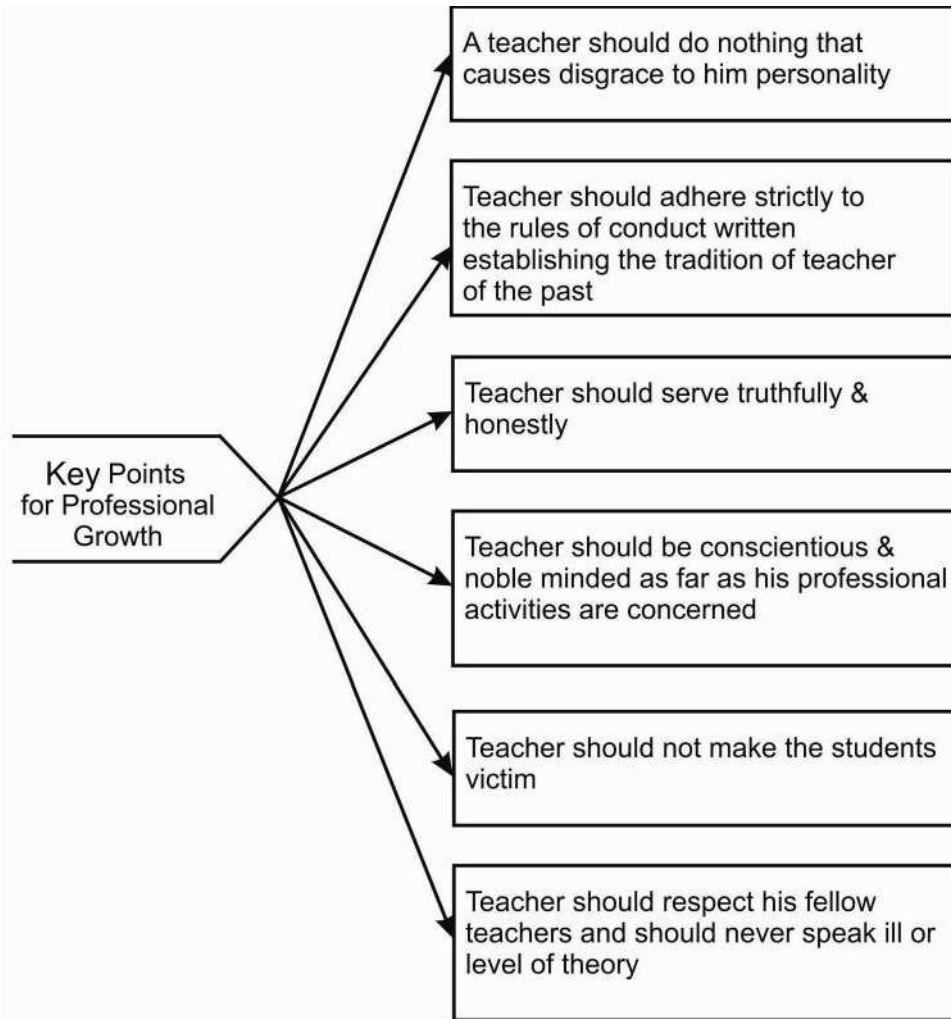 Key Points
for Professional
Growth
A teacher should do nothing that
causes disgrace to him personality
Teacher should adhere strictly to
the rules of conduct written
establishing the tradition of teacher
of the past
Teacher should serve truthfully &
honestly
Teacher should be conscientious &
noble minded as far as his professional
activities are concerned
Teacher should not make the students
victim
Teacher should respect his fellow
teachers and should never speak ill or
level of theory